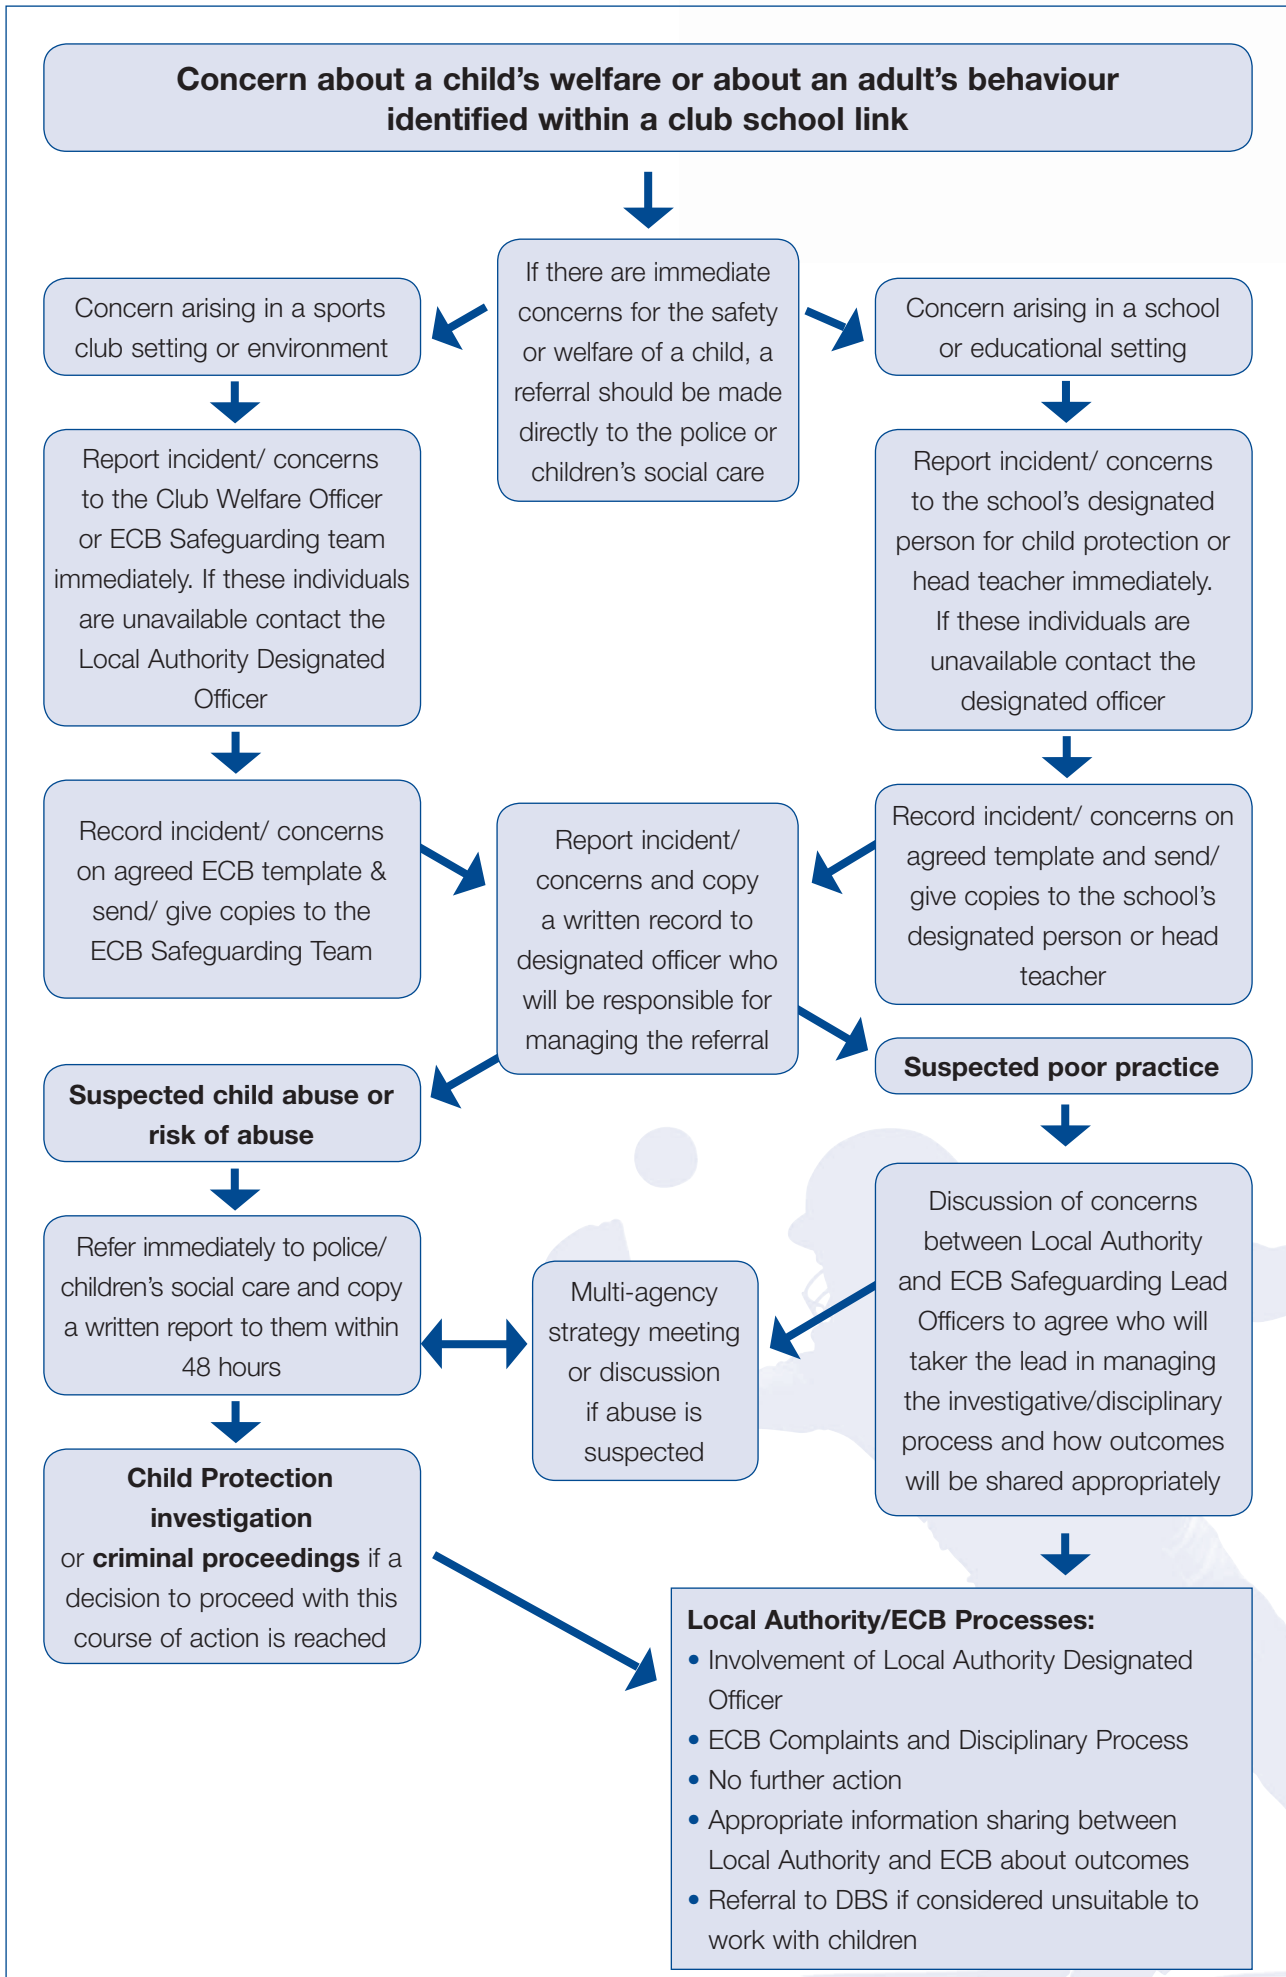 Concern about a child's welfare or about an adult's behaviour
identified within a club school link
If there are immediate
concerns for the safety
or welfare of a child, a
referral should be made
directly to the police or
children's social care
Concern arising in a sports
club setting or environment
Concern arising in a school
or educational setting
Report incident/ concerns
to the Club Welfare Officer
or ECB Safeguarding team
immediately. If these individuals
are unavailable contact the
Local Authority Designated
Officer
Report incident/ concerns
to the school's designated
person for child protection or
head teacher immediately.
If these individuals are
unavailable contact the
designated officer
Record incident/ concerns
on agreed ECB template &
send/ give copies to the
ECB Safeguarding Team
Record incident/ concerns on
agreed template and send/
give copies to the school's
designated person or head
teacher
Report incident/
concerns and copy
a written record to
designated officer who
will be responsible for
managing the referral
Suspected child abuse or
risk of abuse
Suspected poor practice
Refer immediately to police/
children's social care and copy
a written report to them within
48 hours
Multi-agency
strategy meeting
or discussion
if abuse is
suspected
Discussion of concerns
between Local Authority
and ECB Safeguarding Lead
Officers to agree who will
taker the lead in managing
the investigative/disciplinary
process and how outcomes
will be shared appropriately
Child Protection
investigation
or criminal proceedings if a
decision to proceed with this
course of action is reached
Local Authority/ECB Processes:
• Involvement of Local Authority Designated
Officer
• ECB Complaints and Disciplinary Process
• No further action
• Appropriate information sharing between
Local Authority and ECB about outcomes
• Referral to DBS if considered unsuitable to
work with children